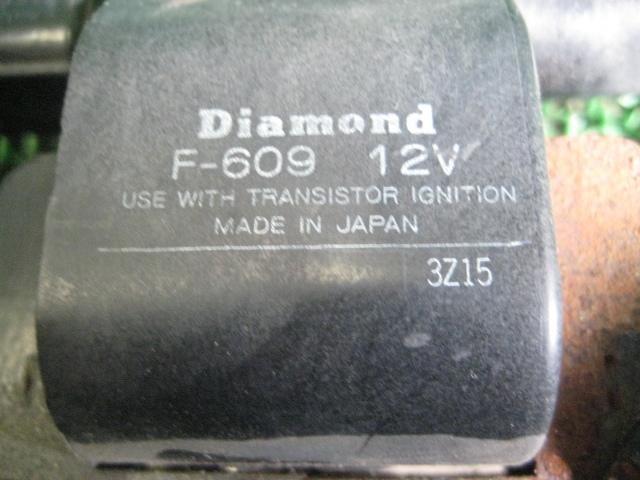 Diamond
F-609 12V
USE WITH TRANSISTOR IGNITION
MADE IN JAPAN
3Z15